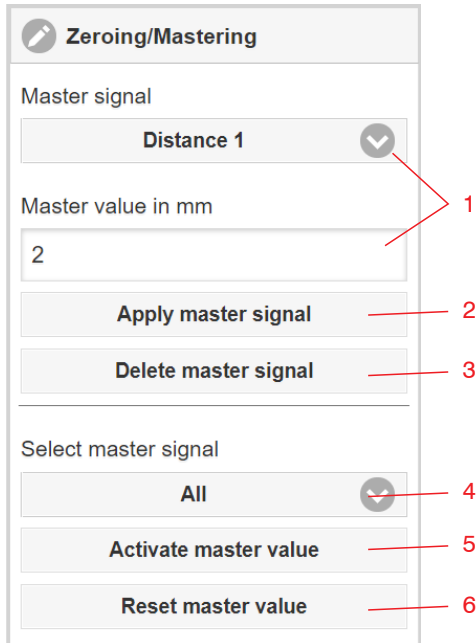 Zeroing/Mastering
Master signal
Distance 1
1
Master value in mm
2
Apply master signal
2
Delete master signal
3
Select master signal
All
4
Activate master value
5
Reset master value
6